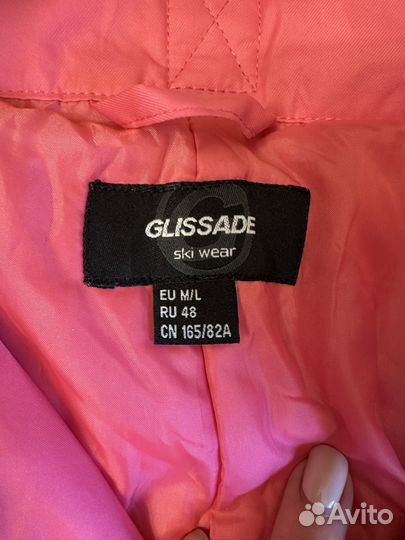 GLISSADE
ski wear
EU M/L
RU 48
CN 165/82A
Avito